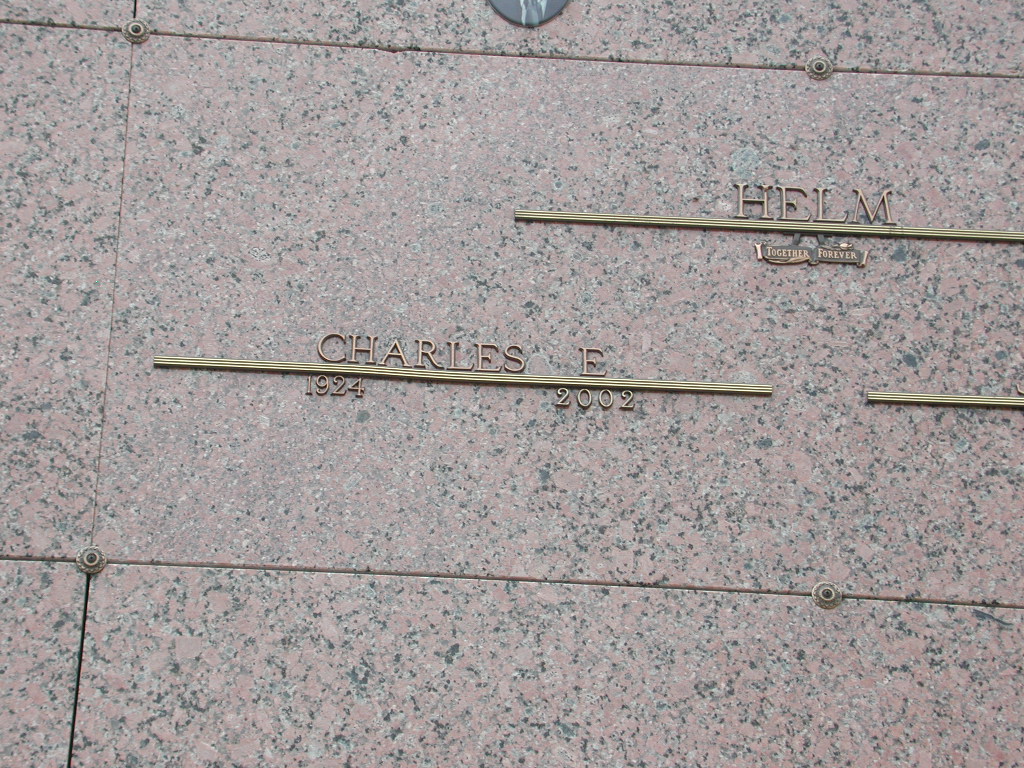 HELM
TOGETHER FOREVER
CHARLES E
1924 2002